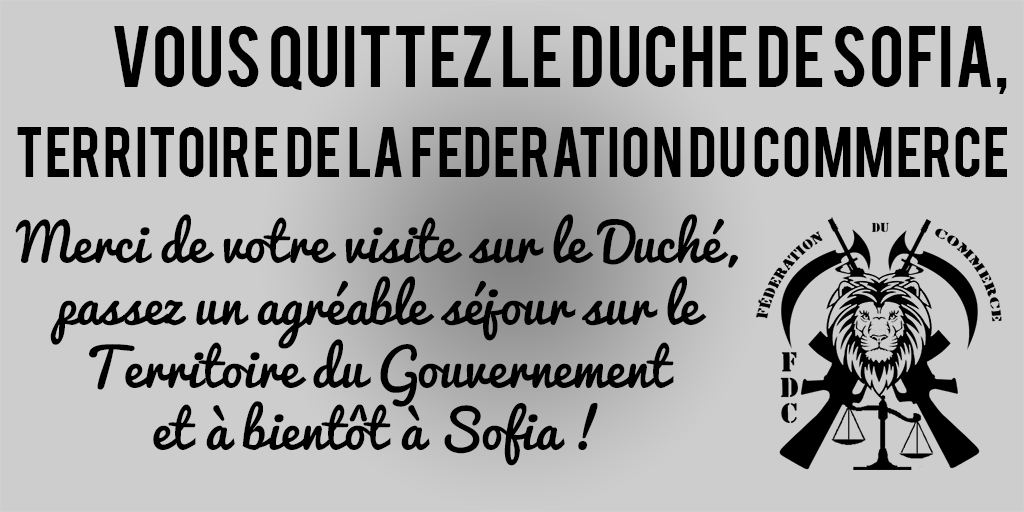 VOUS QUITTEZ LE DUCHE DE SOFIA,
TERRITOIRE DE LA FEDERATION DU COMMERCE
Merci de votre visite sur le Duché,
passez un agréable séjour sur le
Territoire du Gouvernement
et à bientôt à Sofia !
FÉDÉRATION DU COMMERCE
FDC